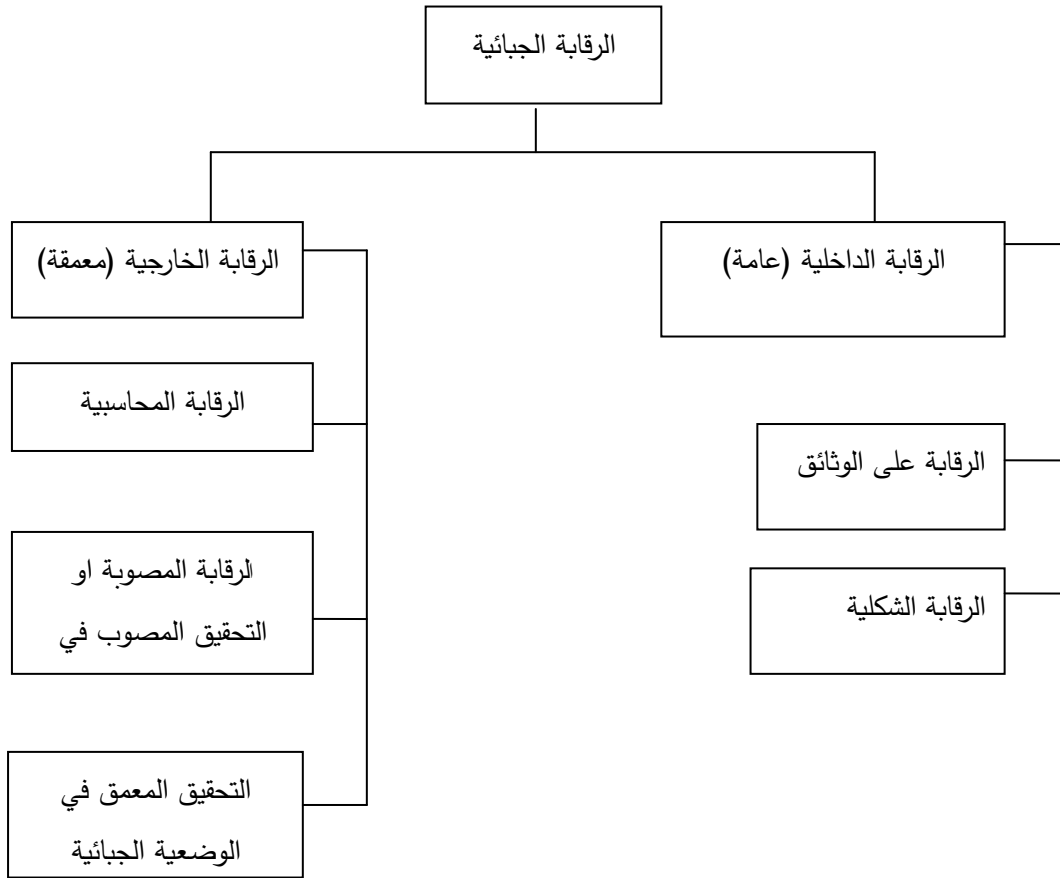 الرقابة الجبائية
الرقابة الداخلية (عامة)
الرقابة الخارجية (معمقة)
الرقابة على الوثائق
الرقابة الشكلية
الرقابة المحاسبية
الرقابة المصوبة او
التحقيق المصوب في
التحقيق المعمق في
الوضعية الجبائية